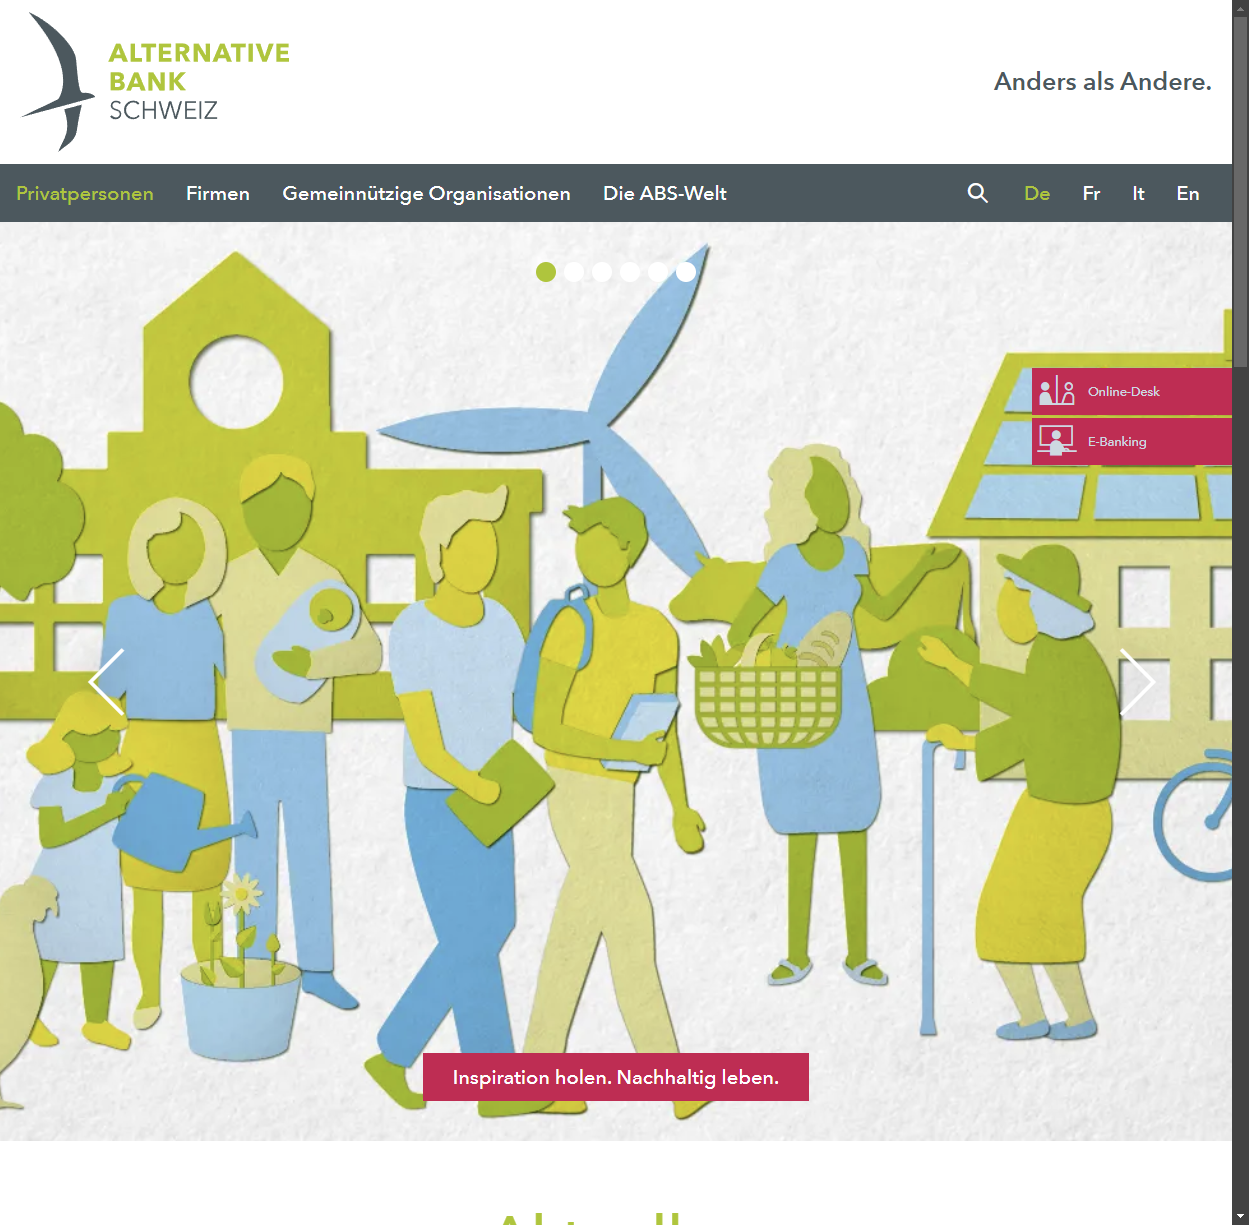 ALTERNATIVE
BANK
SCHWEIZ
Anders als Andere.
Privatpersonen Firmen Gemeinnützige Organisationen Die ABS-Welt De Fr It En
Online-Desk
E-Banking
Inspiration holen. Nachhaltig leben.